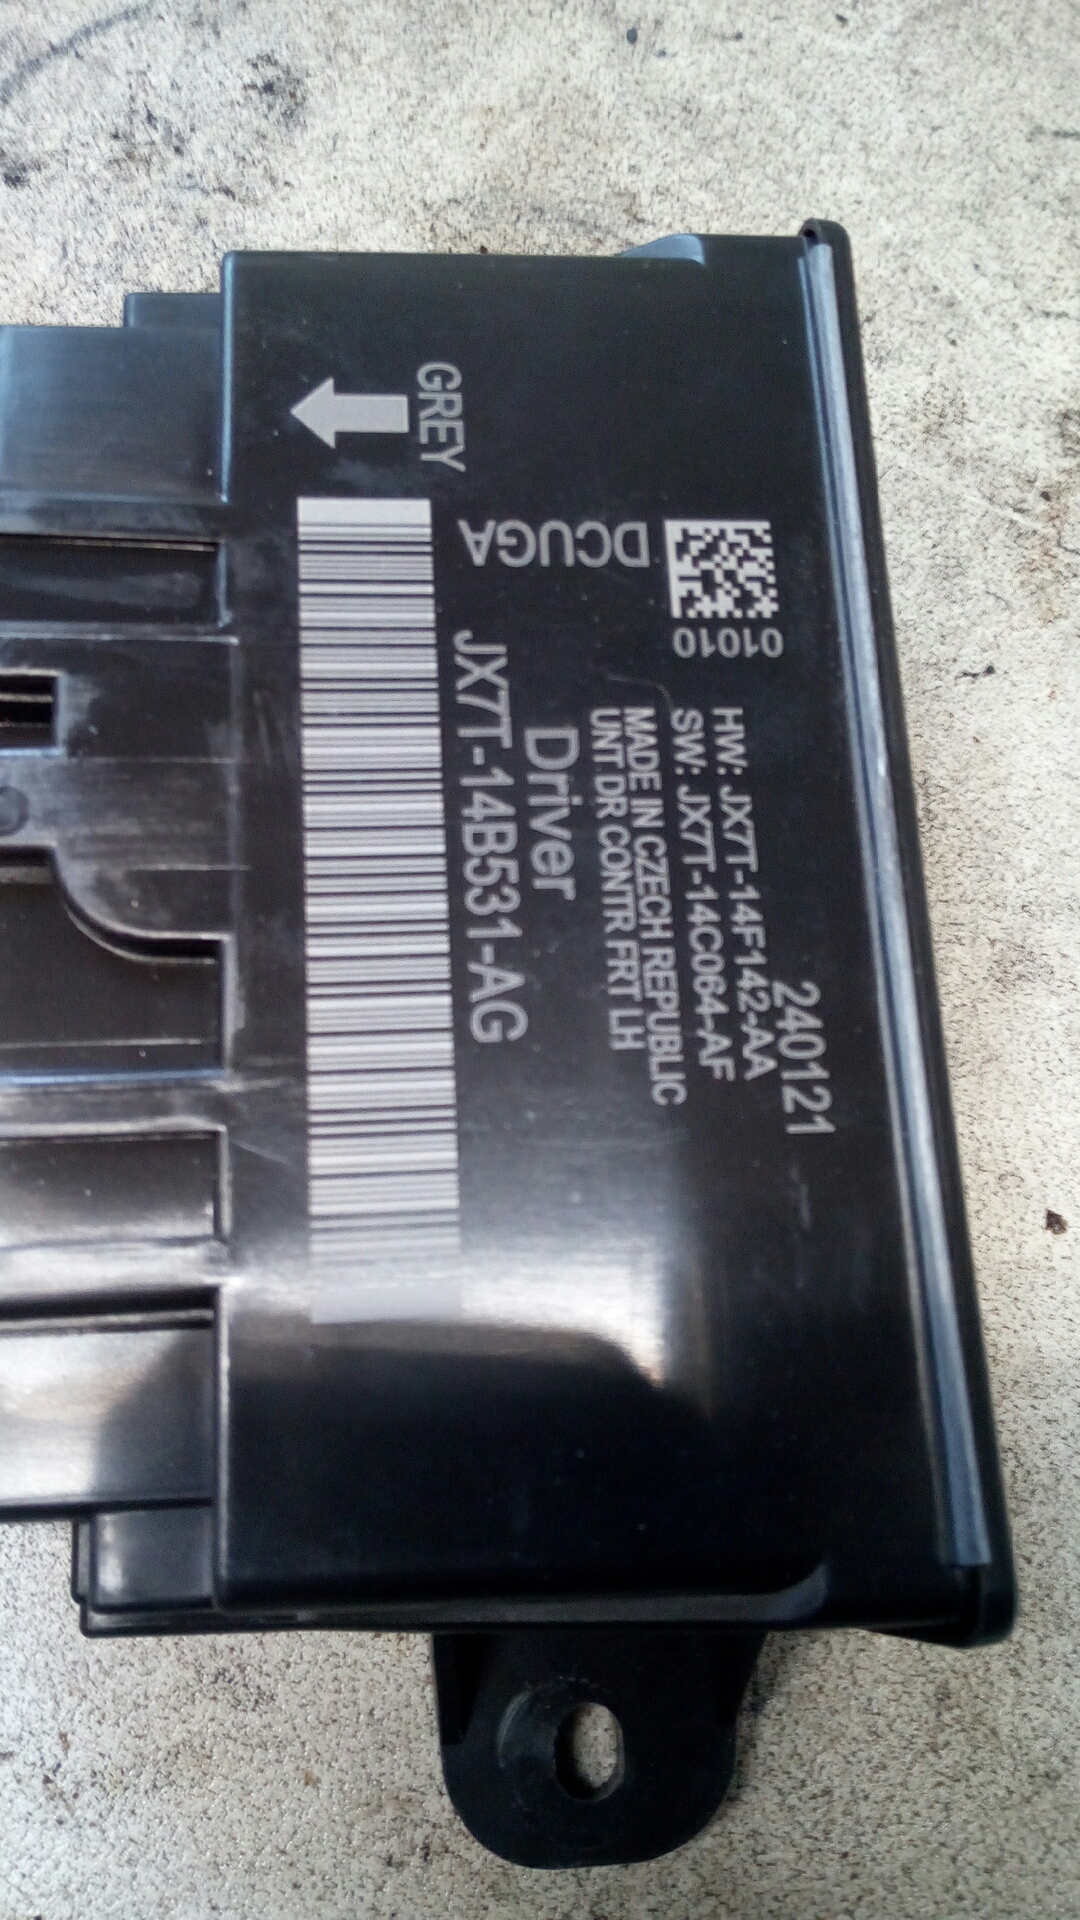 GREY
DCUGA
01010
240121
HW: JX7T-14F142-AA
SW: JX7T-14C064-AF
MADE IN CZECH REPUBLIC
UNT DR CONTR FRT LH
Driver
JX7T-14B531-AG